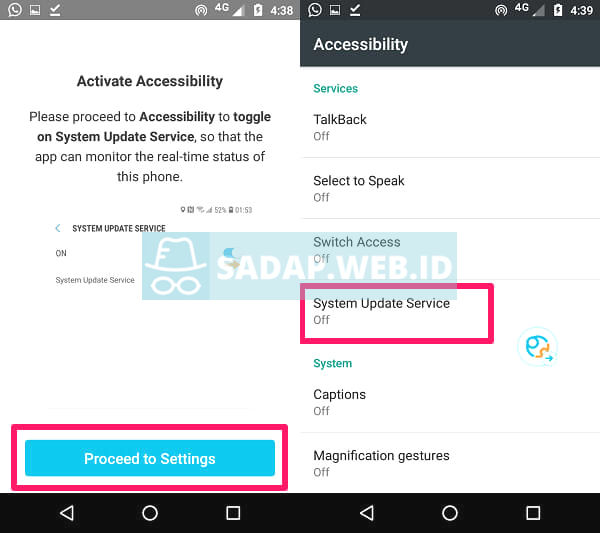 4G 4:38
Activate Accessibility
Please proceed to Accessibility to toggle
on System Update Service, so that the
app can monitor the real-time status of
this phone.
52% 01:53
SYSTEM UPDATE SERVICE
ON
System Update Service
Proceed to Settings
4G 4:39
Accessibility
Services
TalkBack
Off
Select to Speak
Off
Switch Access
Off
SADAP.WEB.ID
System Update Service
Off
System
Captions
Off
Magnification gestures
Off